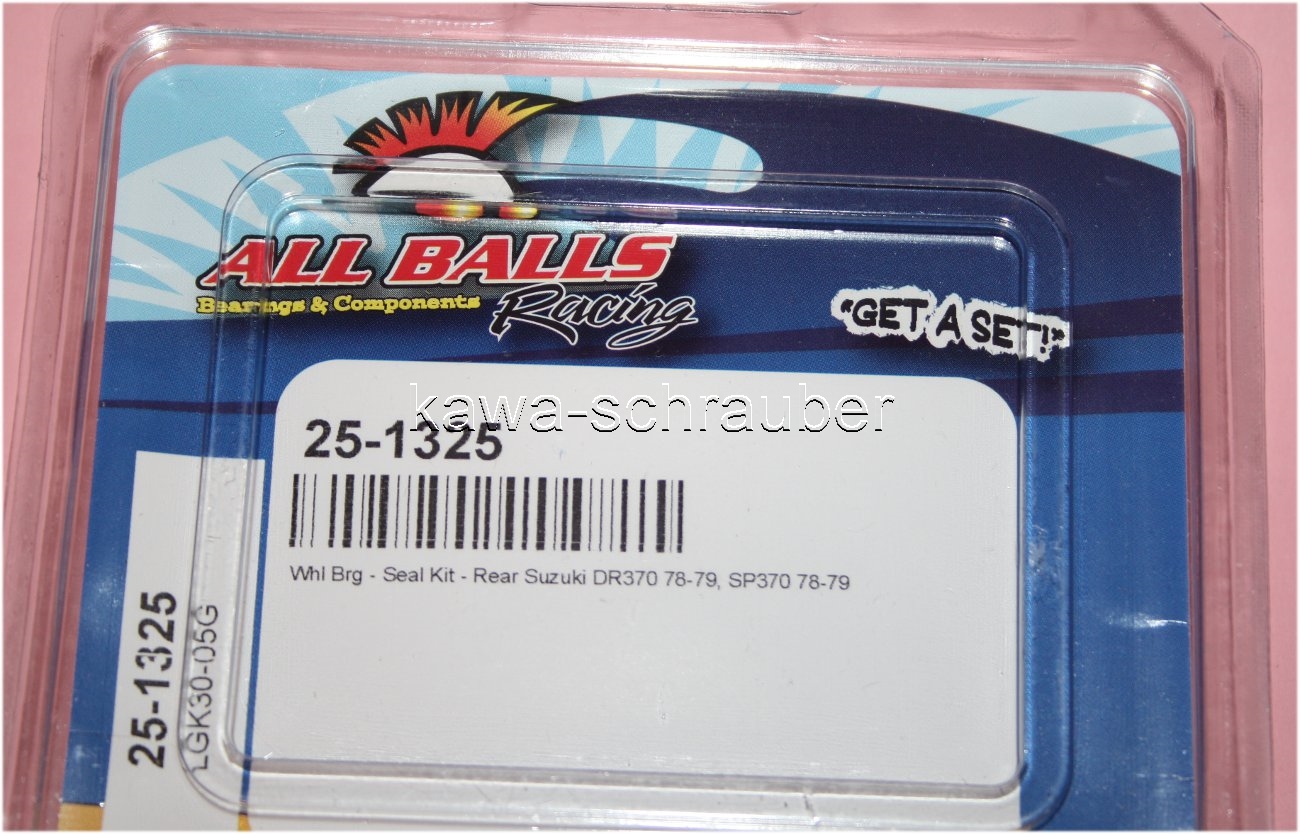 ALL BALLS
Bearings & Components
Racing
"GET A SET!"
kawa-schrauber
25-1325
Whl Brg - Seal Kit - Rear Suzuki DR370 78-79, SP370 78-79
25-1325
LGK30-05G